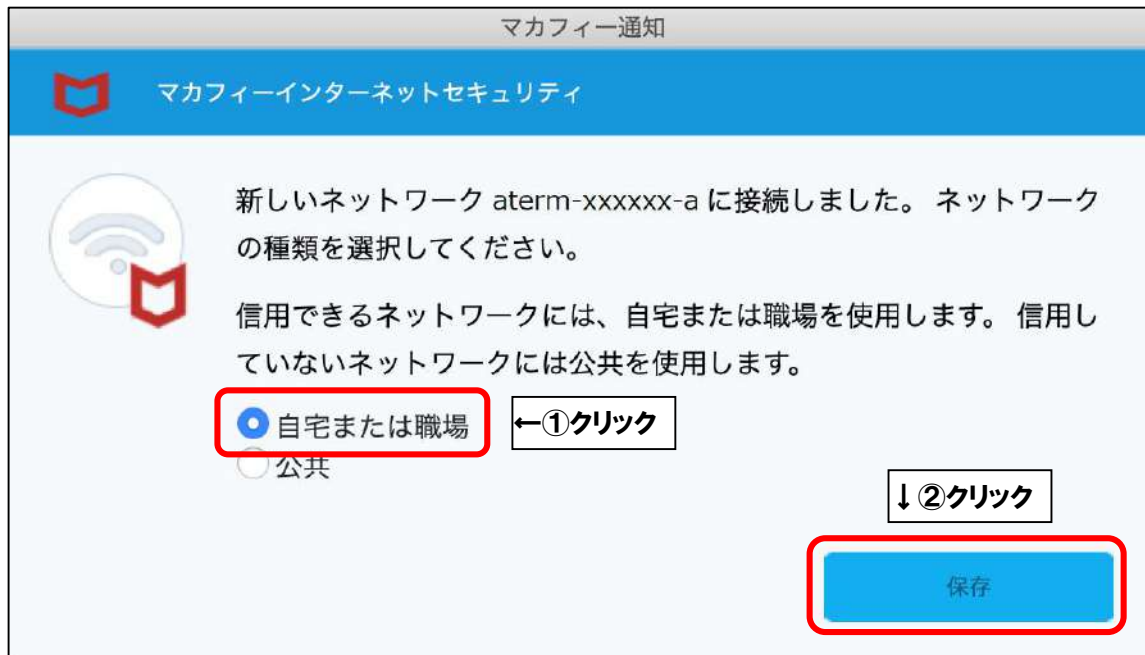 マカフィー通知
マカフィーインターネットセキュリティ
新しいネットワーク aterm-xxxxxx-a に接続しました。 ネットワーク
の種類を選択してください。
信用できるネットワークには、自宅または職場を使用します。 信用し
ていないネットワークには公共を使用します。
自宅または職場 ←①クリック
公共
↓②クリック
保存